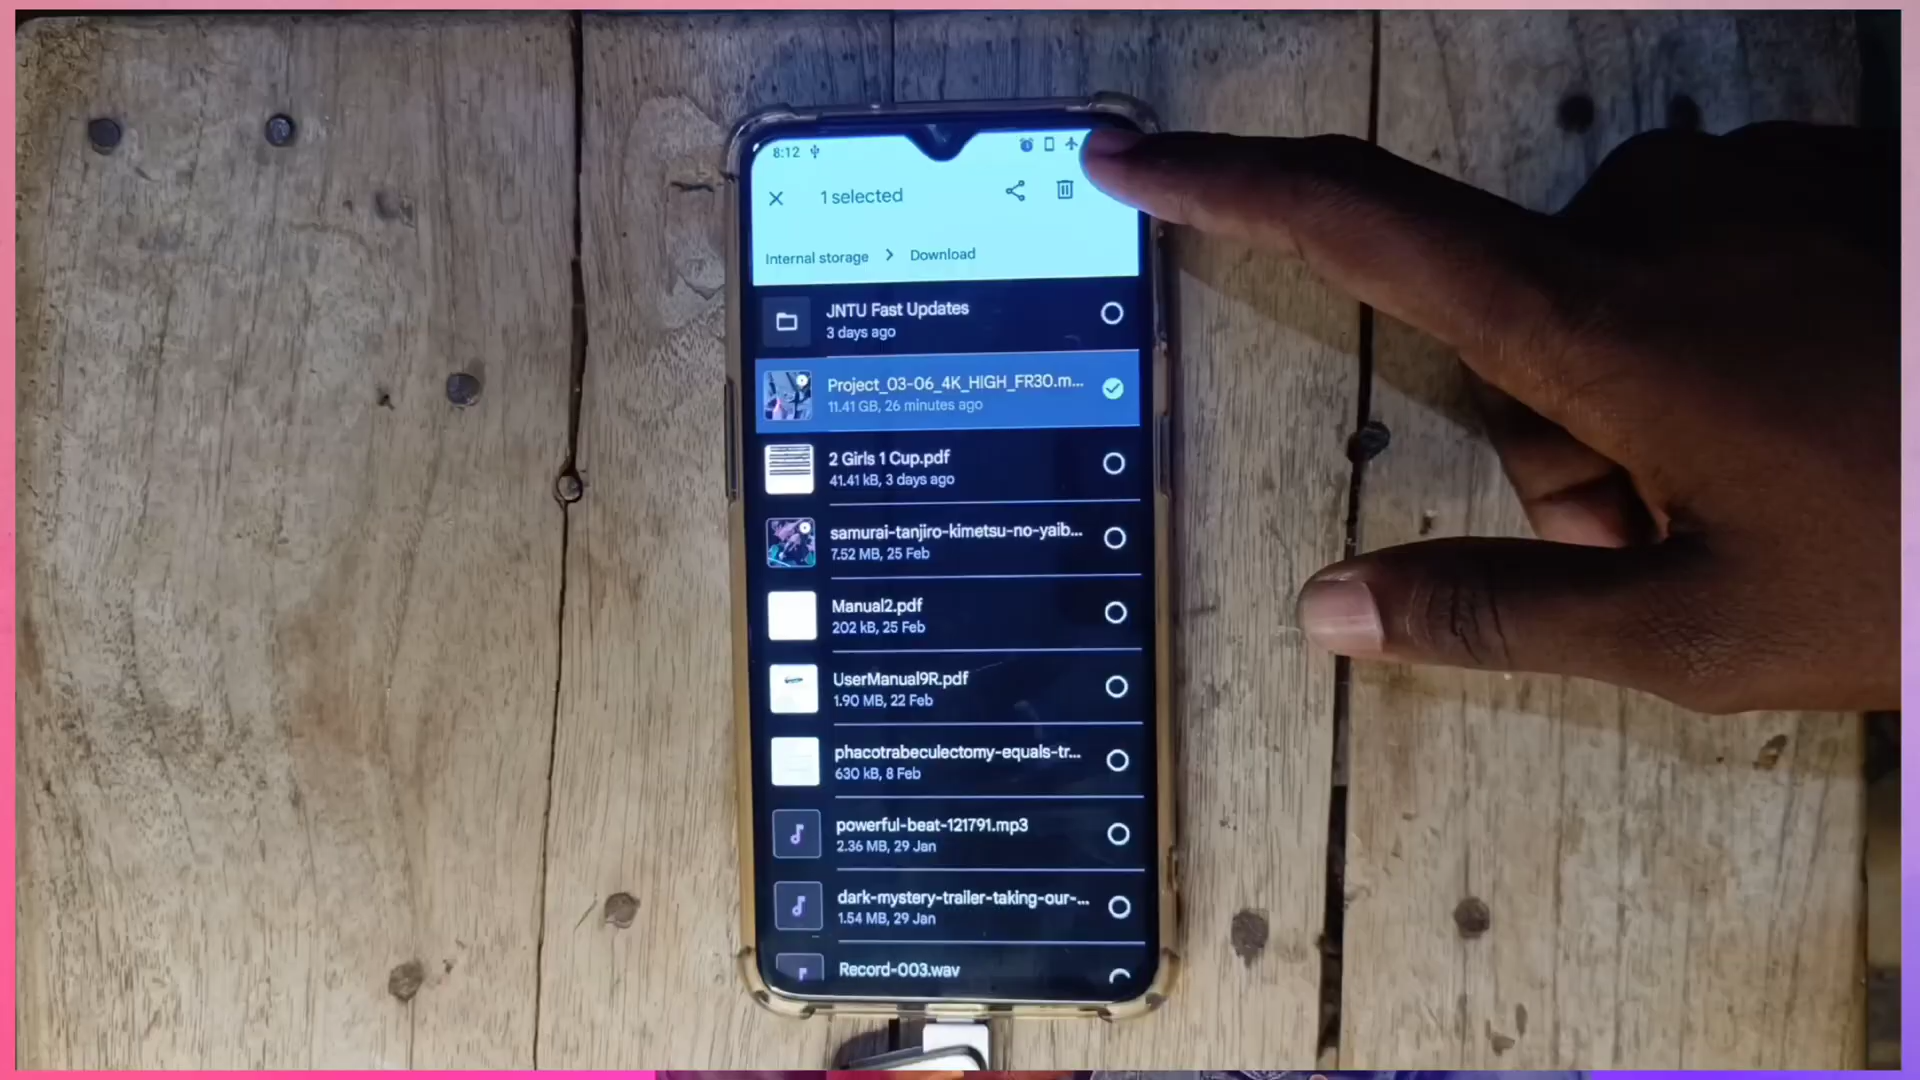 8:12
1 selected
Internal storage > Download
JNTU Fast Updates
3 days ago
Project_03-06_4K_HIGH_FR30.m...
11.41 GB, 26 minutes ago
2 Girls 1 Cup.pdf
41.41 kB, 3 days ago
samurai-tanjiro-kimetsu-no-yaib...
7.52 MB, 25 Feb
Manual2.pdf
202 kB, 25 Feb
UserManual9R.pdf
1.90 MB, 22 Feb
phacotrabeculectomy-equals-tr...
630 kB, 8 Feb
powerful-beat-121791.mp3
2.36 MB, 29 Jan
dark-mystery-trailer-taking-our-...
1.54 MB, 29 Jan
Record-003.wav